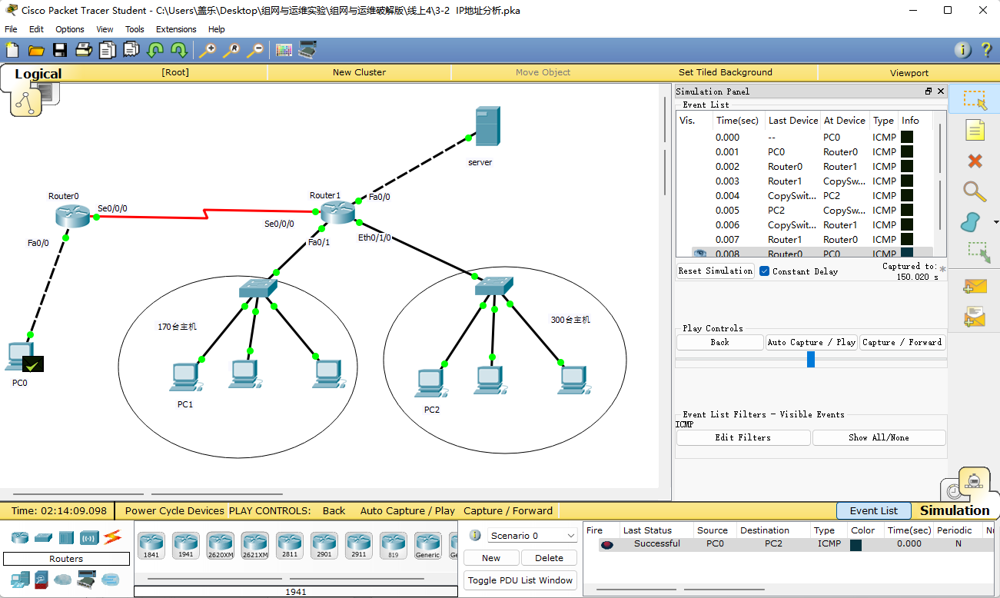 Cisco Packet Tracer Student - C:\Users\盖乐\Desktop\组网与运维实验\组网与运维破解版\线上4\3-2 IP地址分析.pka
File Edit Options View Tools Extensions Help
Logical [Root] New Cluster Move Object Set Tiled Background Viewport
Simulation Panel
Event List
Vis. Time(sec) Last Device At Device Type Info
0.000 -- PC0 ICMP
0.001 PC0 Router0 ICMP
0.002 Router0 Router1 ICMP
0.003 Router1 CopySw... ICMP
0.004 CopySwit... PC2 ICMP
0.005 PC2 CopySw... ICMP
0.006 CopySwit... Router1 ICMP
0.007 Router1 Router0 ICMP
0.008 Router0 PC0 ICMP
Reset Simulation Constant Delay Captured to: *
150.020 s
Play Controls
Back Auto Capture / Play Capture / Forward
Event List Filters - Visible Events
ICMP
Edit Filters Show All/None
server
Router0
Se0/0/0
Fa0/0
Router1
Fa0/0
Se0/0/0
Fa0/1
Eth0/1/0
170台主机
300台主机
PC0
PC1
PC2
Time: 02:14:09.098 Power Cycle Devices PLAY CONTROLS: Back Auto Capture / Play Capture / Forward Event List Simulation
Routers
1841 1941 2620XM 2621XM 2811 2901 2911 819 Generic Ge
1941
Scenario 0
New Delete
Toggle PDU List Window
Fire Last Status Source Destination Type Color Time(sec) Periodic Nu
Successful PC0 PC2 ICMP 0.000 N